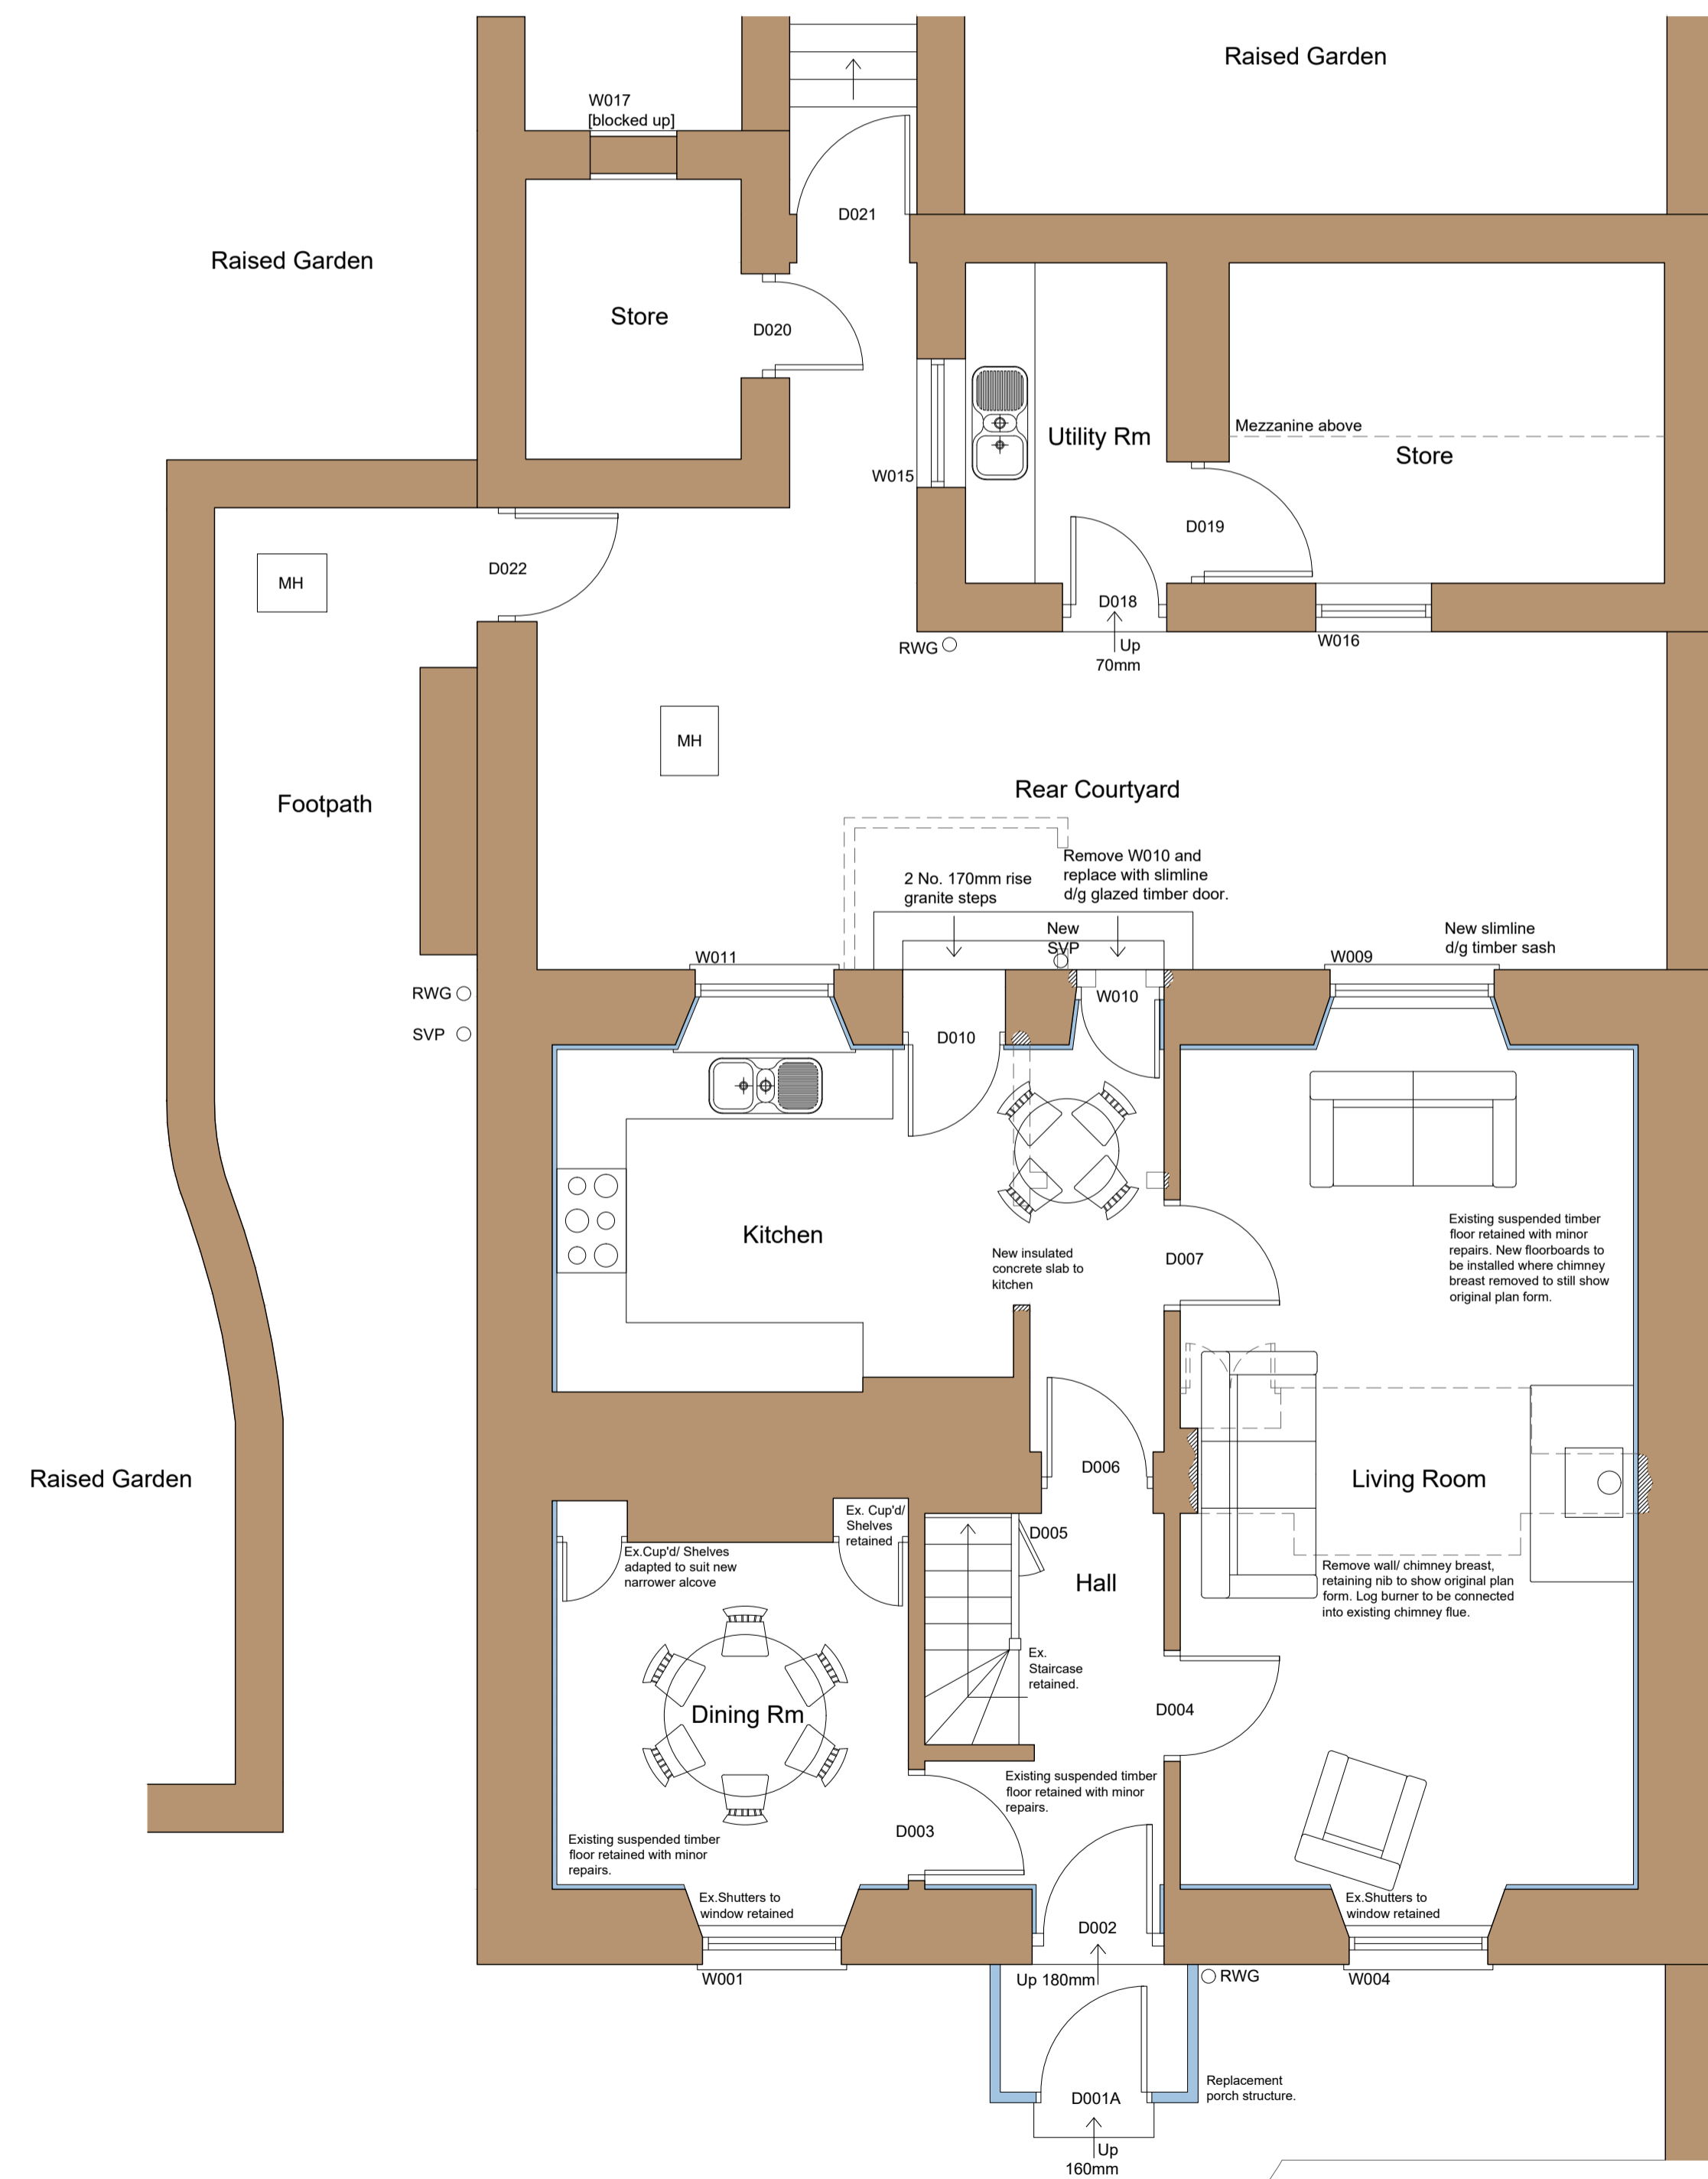 Raised Garden
W017
[blocked up]
D021
Raised Garden
Store
D020
Mezzanine above
Utility Rm
Store
W015
D019
D022
MH
D018
Up
70mm
RWG
W016
MH
Rear Courtyard
Footpath
Remove W010 and
replace with slimline
d/g glazed timber door.
2 No. 170mm rise
granite steps
New
SVP
New slimline
d/g timber sash
W011
W009
RWG
W010
SVP
D010
Kitchen
New insulated
concrete slab to
kitchen
D007
Existing suspended timber
floor retained with minor
repairs. New floorboards to
be installed where chimney
breast removed to still show
original plan form.
Raised Garden
D006
Living Room
Ex. Cup'd/
Shelves
retained
D005
Ex.Cup'd/ Shelves
adapted to suit new
narrower alcove
Hall
Remove wall/ chimney breast,
retaining nib to show original plan
form. Log burner to be connected
into existing chimney flue.
Ex.
Staircase
retained.
Dining Rm
D004
Existing suspended timber
floor retained with minor
repairs.
D003
Existing suspended timber
floor retained with minor
repairs.
Ex.Shutters to
window retained
Ex.Shutters to
window retained
D002
W001
Up 180mm
RWG
W004
Replacement
porch structure.
D001A
Up
160mm